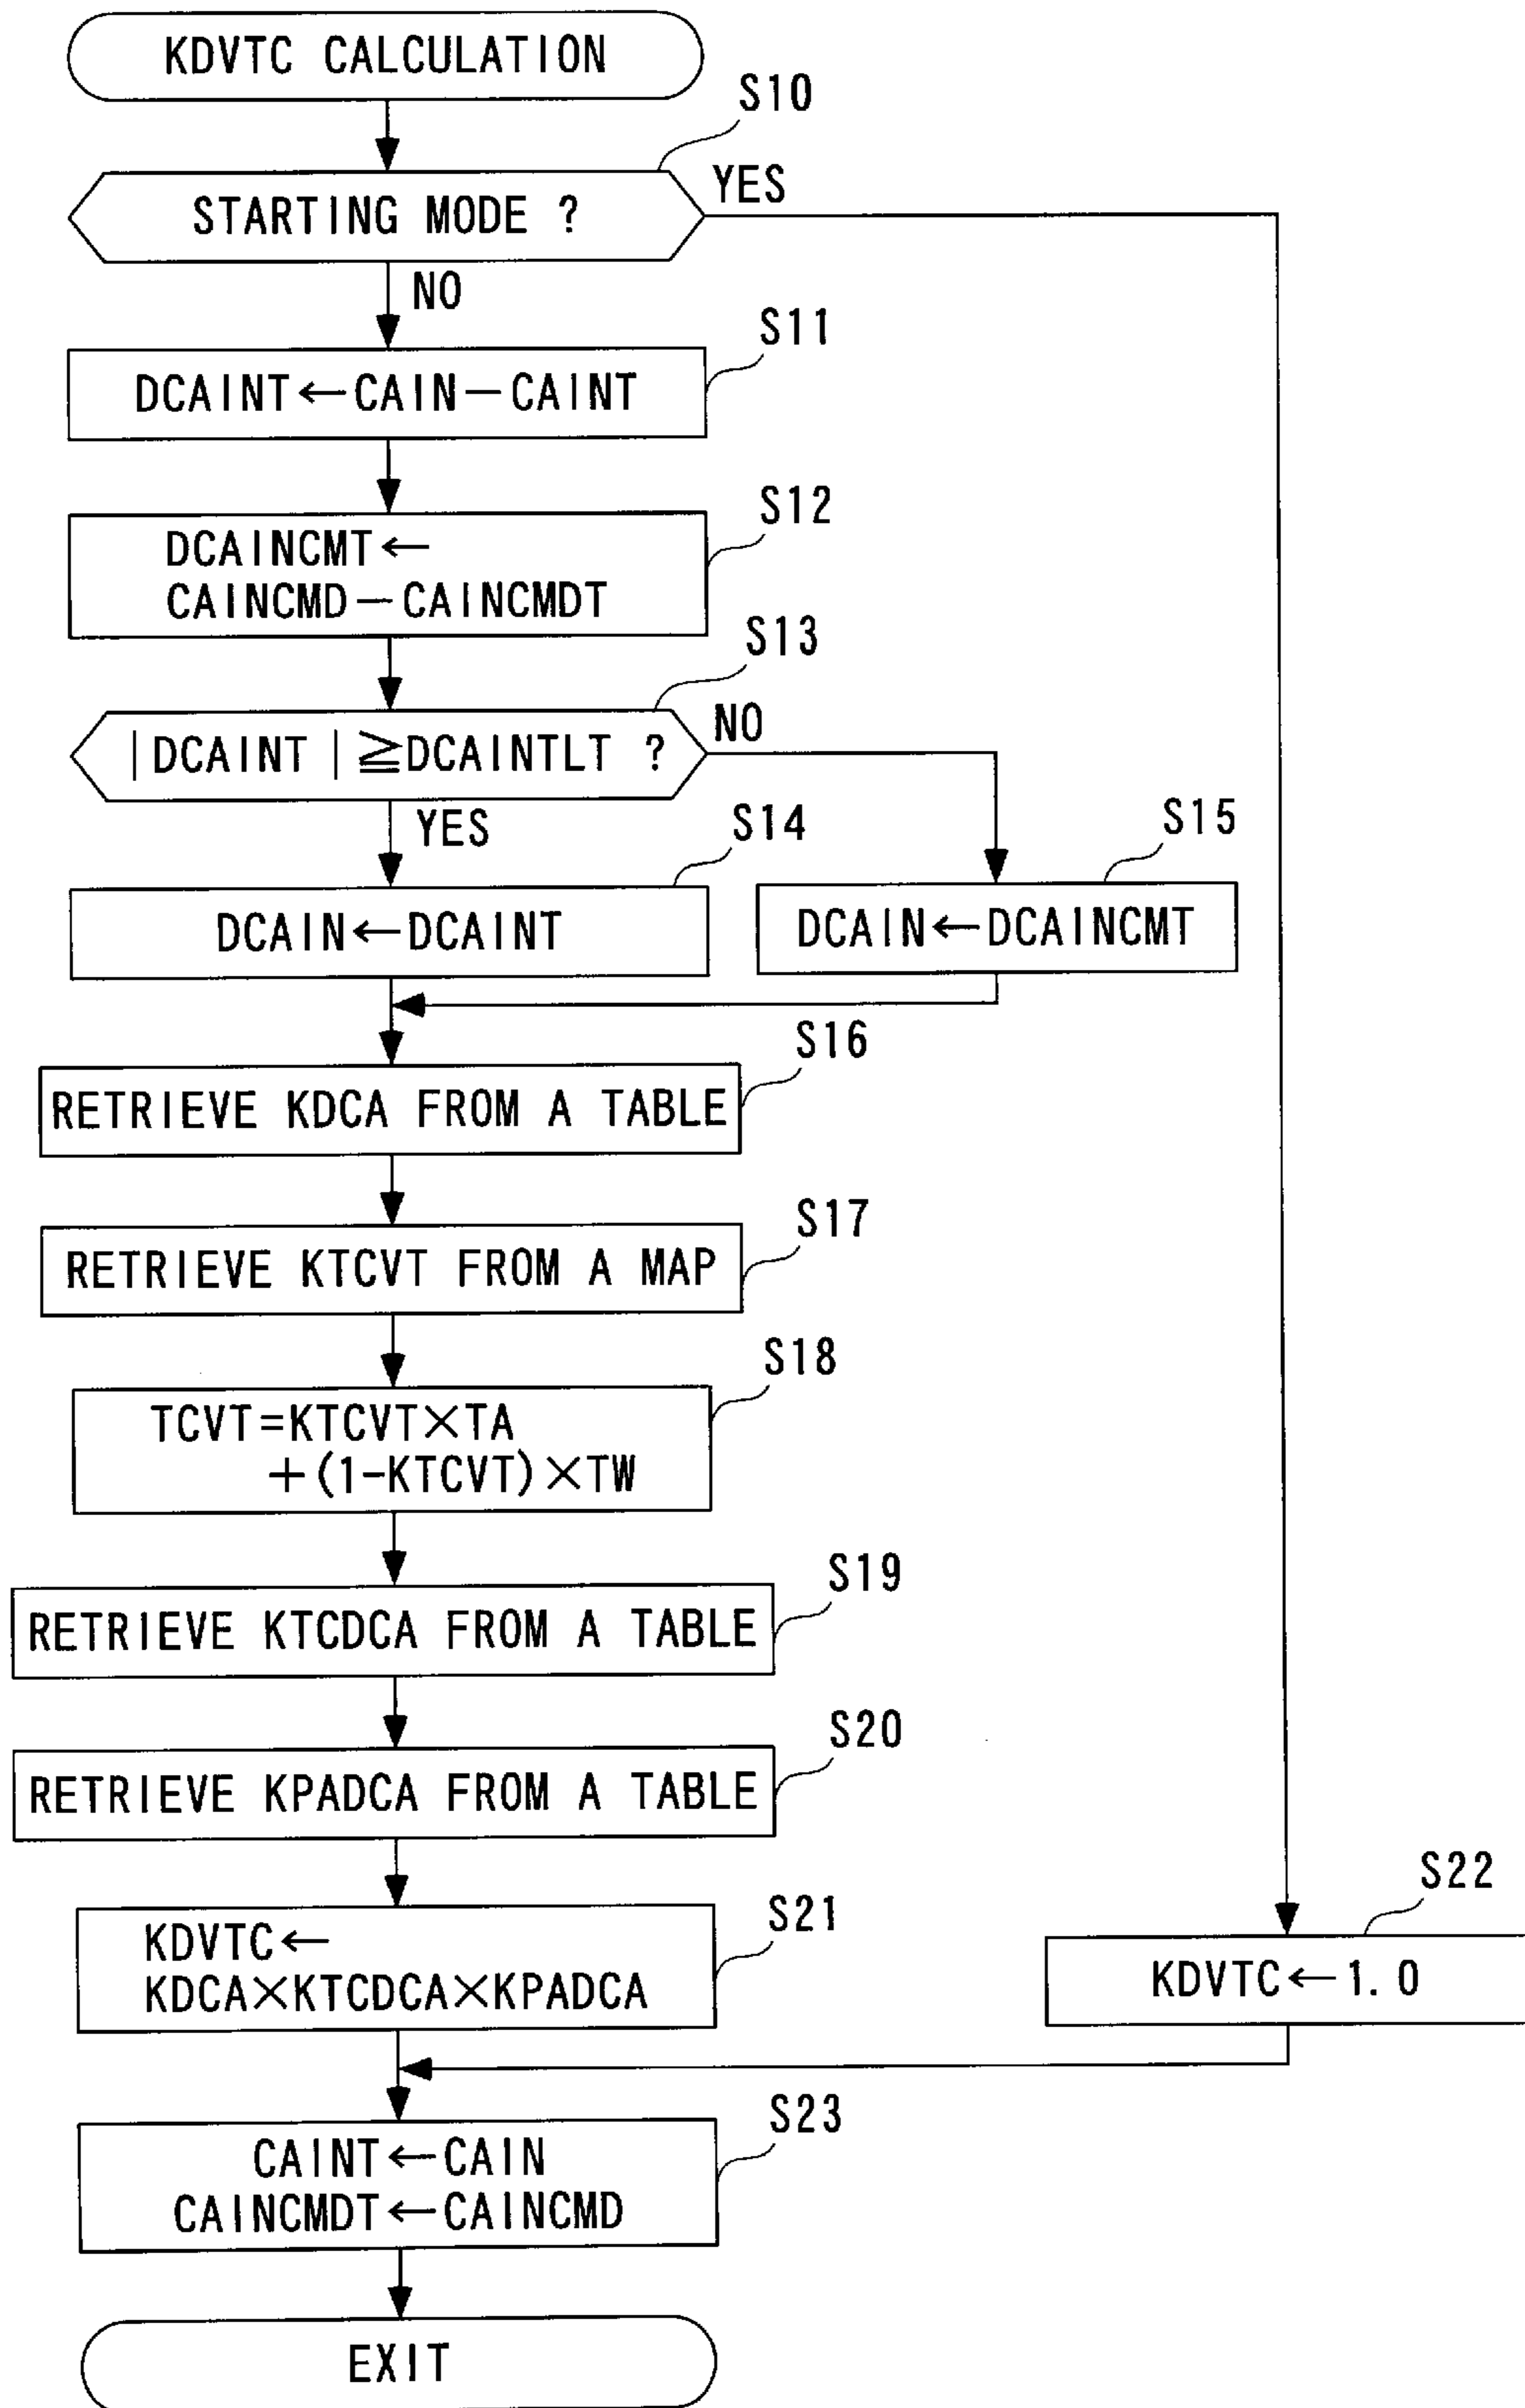 KDVTC CALCULATION
S10
STARTING MODE ?
YES
NO
S11
DCAINT←CAIN−CAINT
S12
DCAINCMT←
CAINCMD−CAINCMDT
S13
|DCAINT|≧DCAINTLT ?
NO
YES
S14
DCAIN←DCAINT
S15
DCAIN←DCAINCMT
S16
RETRIEVE KDCA FROM A TABLE
S17
RETRIEVE KTCVT FROM A MAP
S18
TCVT=KTCVT×TA
+(1-KTCVT)×TW
S19
RETRIEVE KTCDCA FROM A TABLE
S20
RETRIEVE KPADCA FROM A TABLE
S21
KDVTC←
KDCA×KTCDCA×KPADCA
S22
KDVTC←1.0
S23
CAINT←CAIN
CAINCMDT←CAINCMD
EXIT